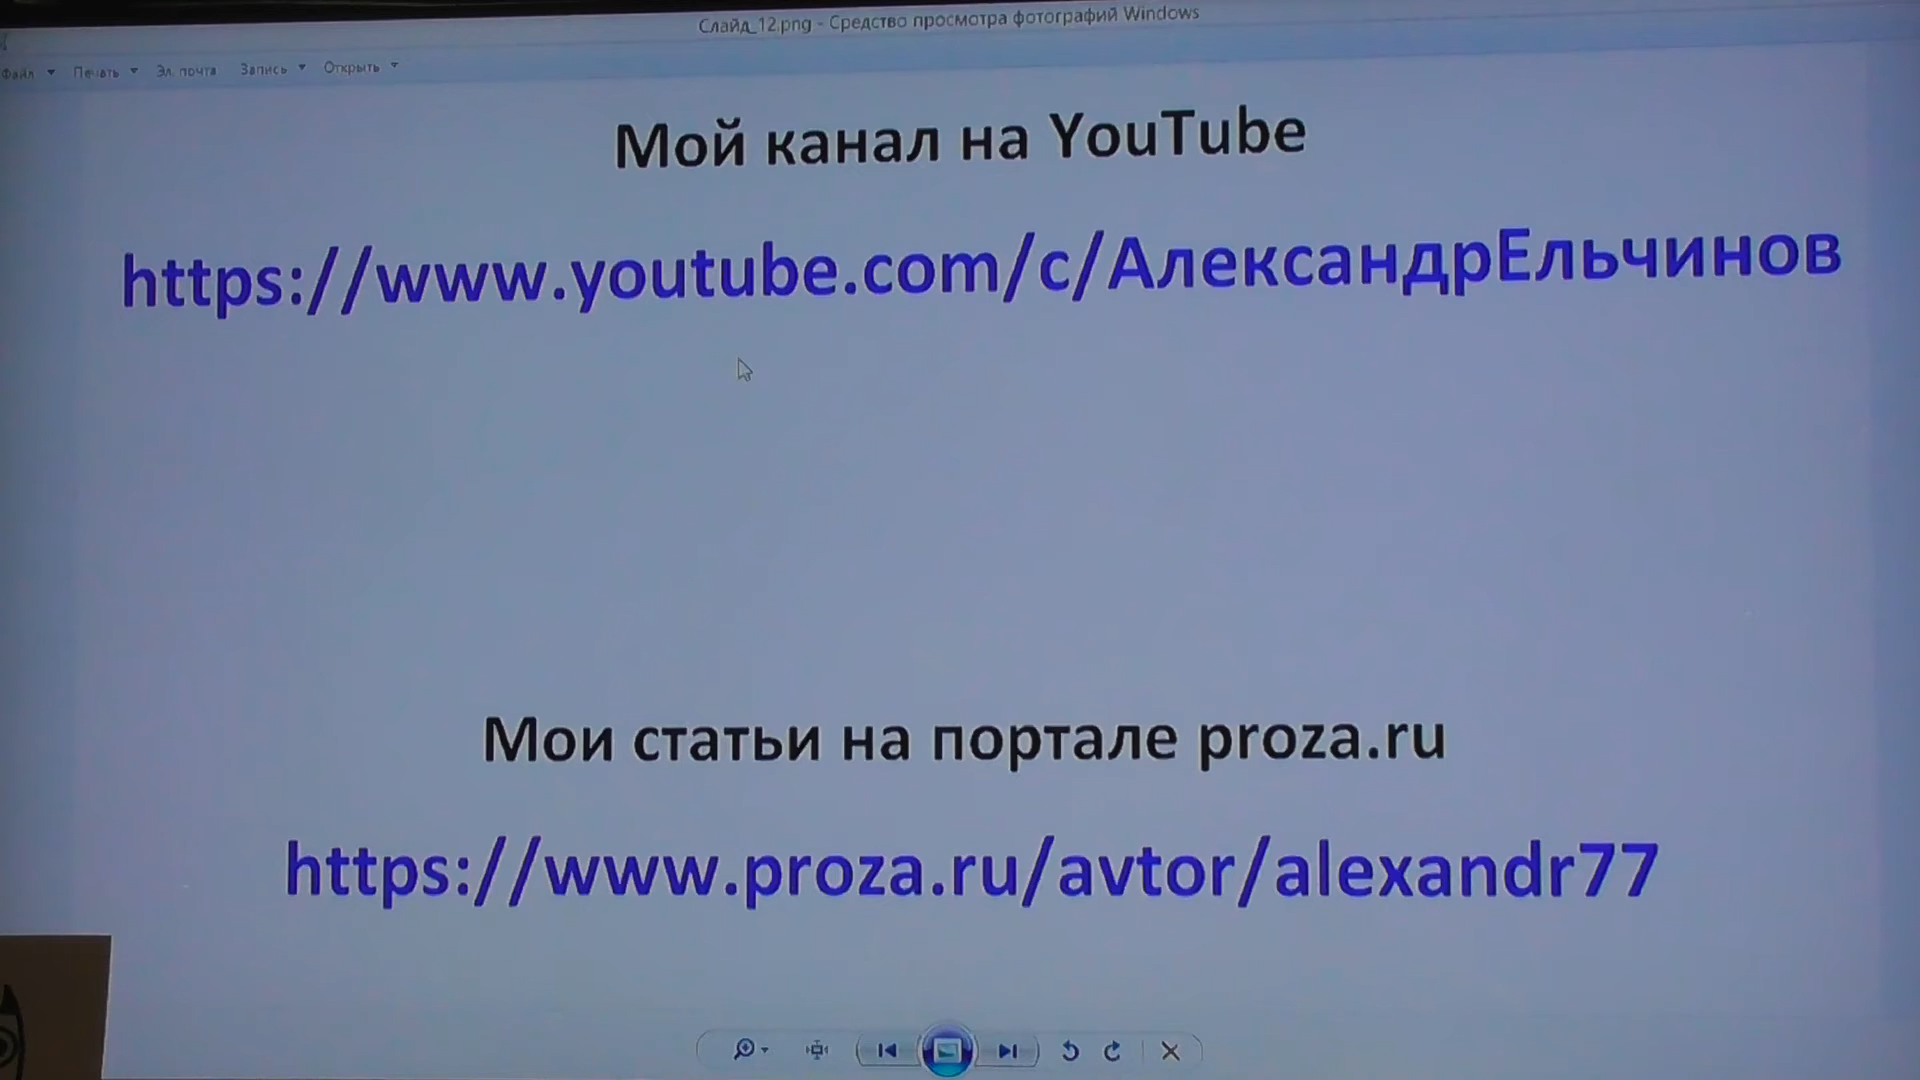 Слайд_12.png - Средство просмотра фотографий Windows
Файл Печать Эл. почта Запись Открыть
Мой канал на YouTube
https://www.youtube.com/c/АлександрЕльчинов
Мои статьи на портале proza.ru
https://www.proza.ru/avtor/alexandr77